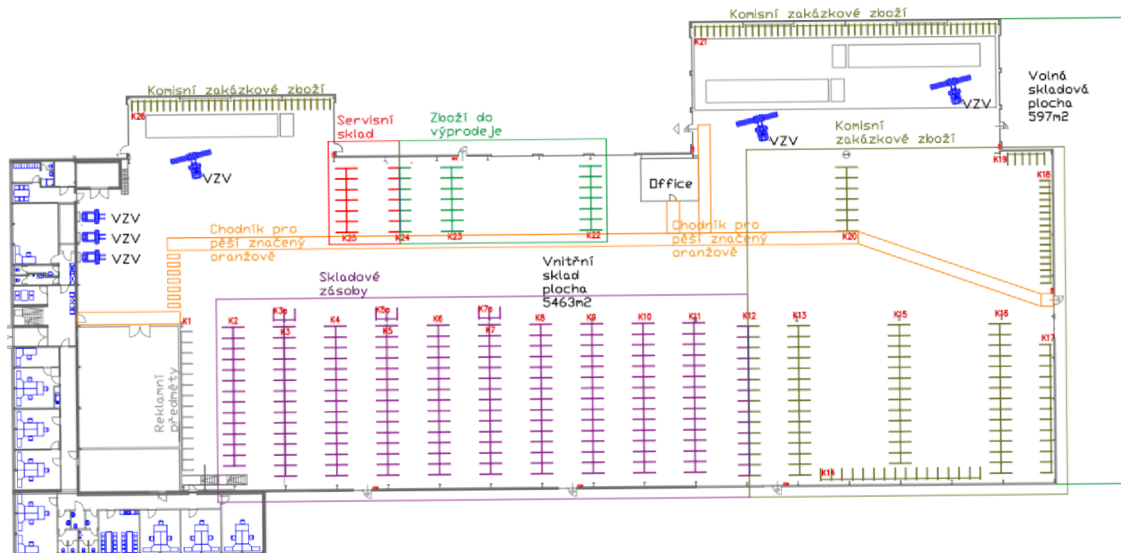 Komisní zakázkové zboží
K21
Volná
skladová
plocha
597m2
VZV
VZV
Komisní zakázkové zboží
K26
VZV
Servisní
sklad
Zboží do
výprodeje
Komisní
zakázkové zboží
K19
K18
Office
K25
K24
K23
K22
K20
VZV
VZV
VZV
Chodník pro
pěší značený
oranžově
Chodník pro
pěší značený
oranžově
Vnitřní
sklad
plocha
5463m2
Skladové
zásoby
K1
K2
K3a
K3
K4
K5a
K5
K6
K7a
K7
K8
K9
K10
K11
K12
K13
K15
K16
K17
Reklamní
předměty
K14